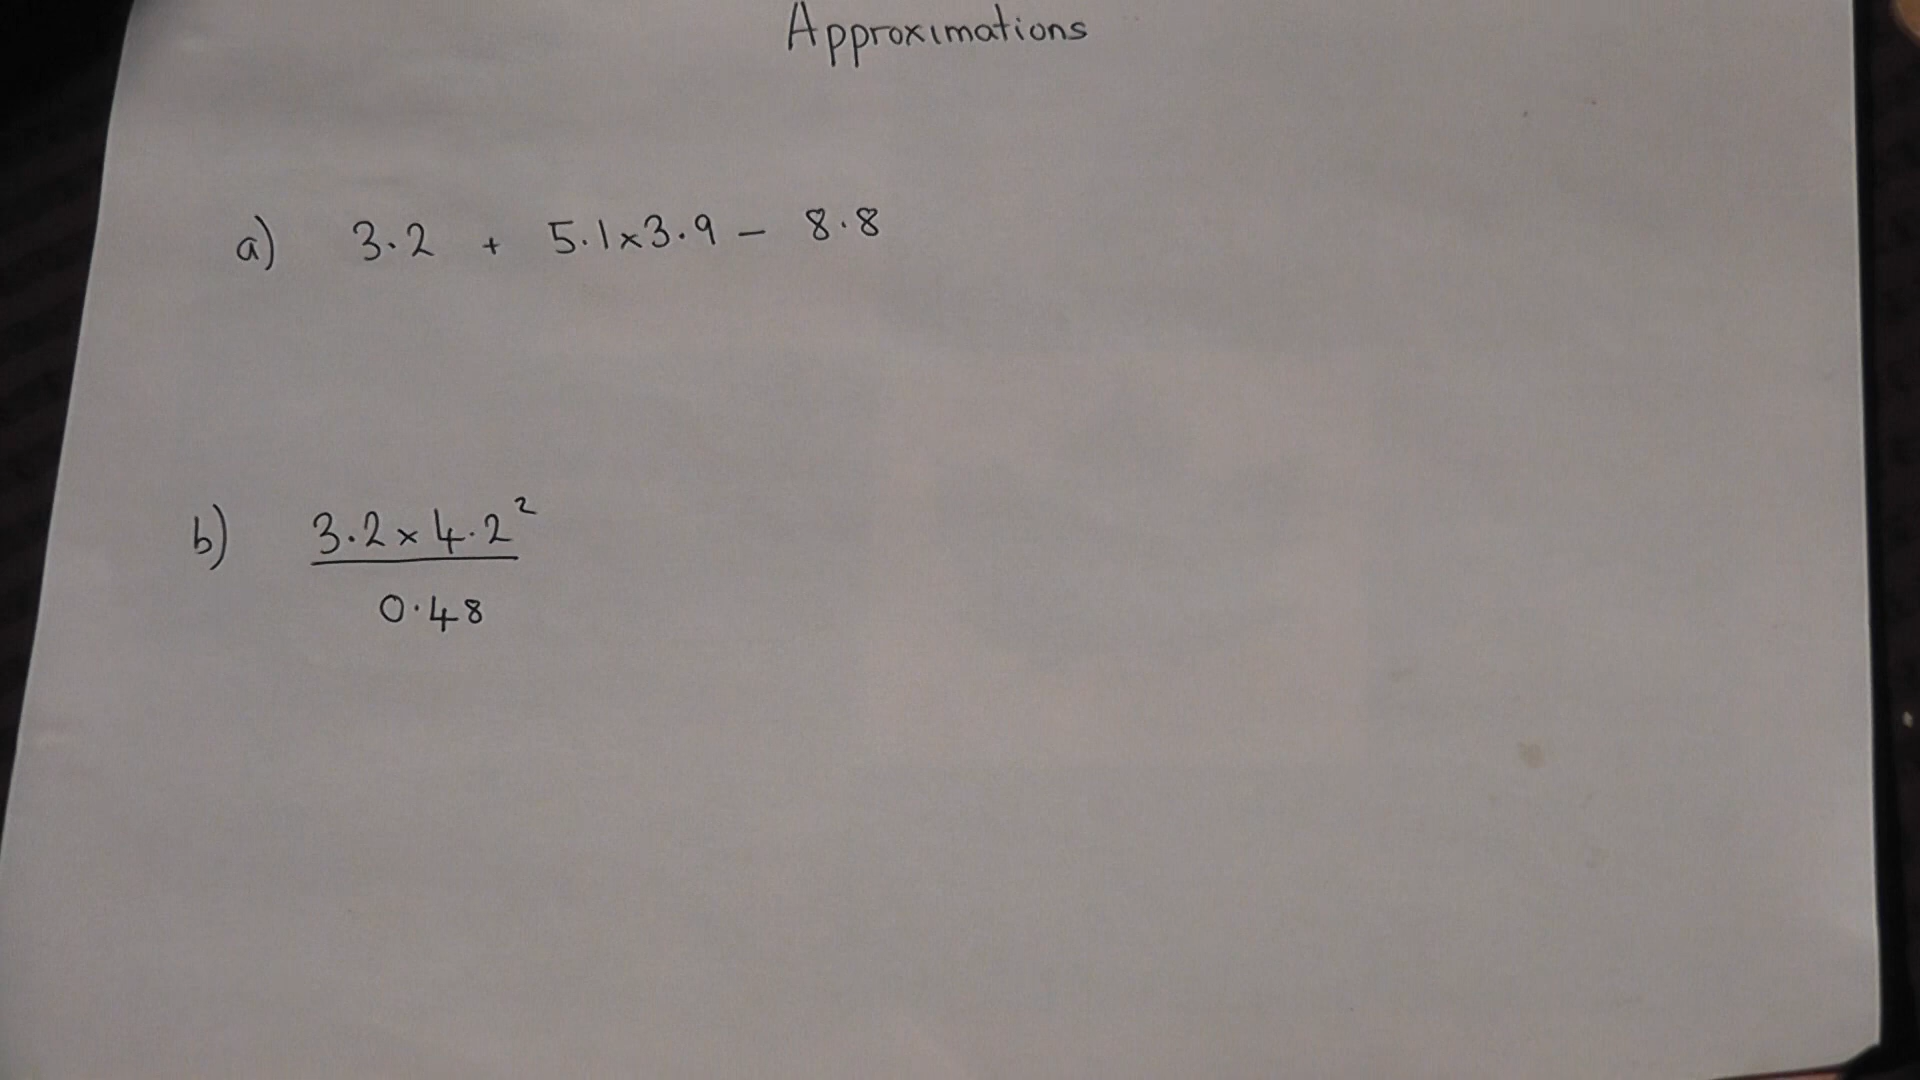 Approximations
a) 3.2 + 5.1×3.9 – 8.8
b) 3.2 × 4.2²
0.48